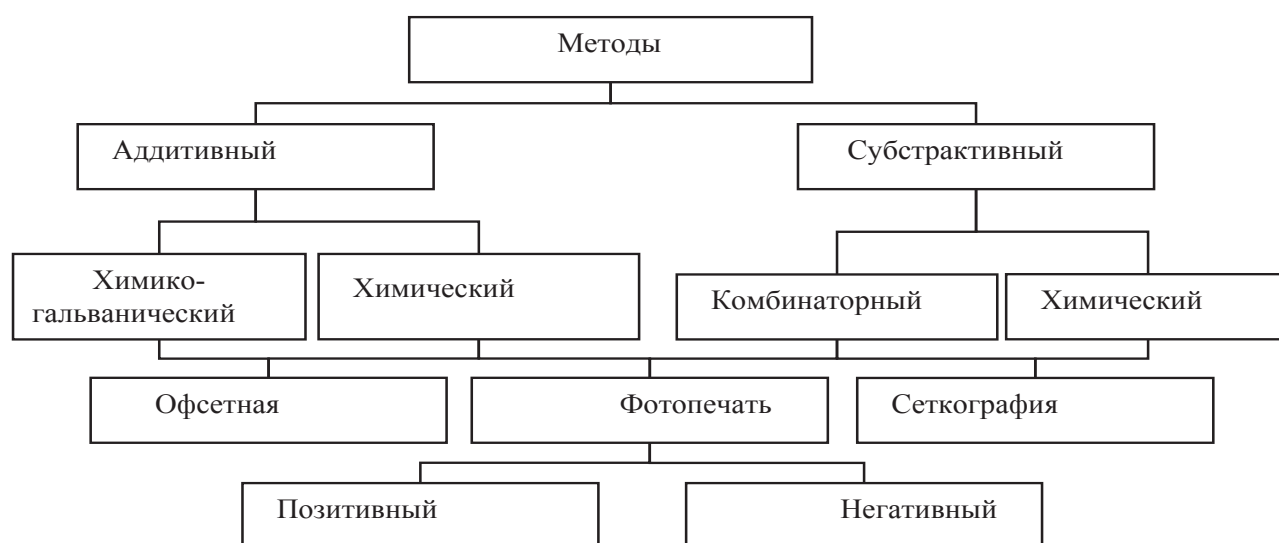 Методы
Аддитивный
Субстрактивный
Химико-
гальванический
Химический
Комбинаторный
Химический
Офсетная
Фотопечать
Сеткография
Позитивный
Негативный